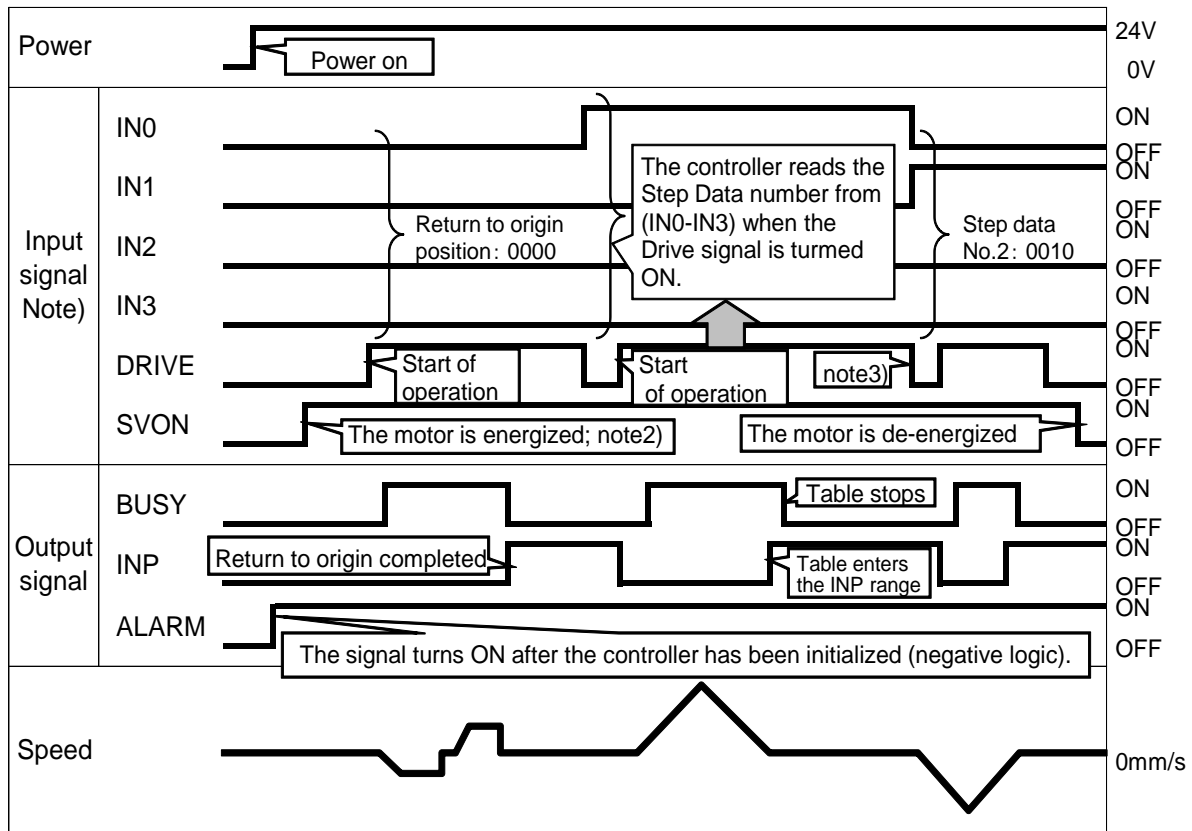 Power
Power on
24V
0V
Input
signal
Note)
IN0
ON
OFF
IN1
ON
OFF
IN2
ON
OFF
IN3
ON
OFF
Return to origin
position: 0000
The controller reads the
Step Data number from
(IN0-IN3) when the
Drive signal is turmed
ON.
Step data
No.2: 0010
DRIVE
Start of
operation
Start
of operation
note3)
ON
OFF
SVON
The motor is energized; note2)
The motor is de-energized
ON
OFF
Output
signal
BUSY
Table stops
ON
OFF
INP
Return to origin completed
Table enters
the INP range
ON
OFF
ALARM
The signal turns ON after the controller has been initialized (negative logic).
ON
OFF
Speed
0mm/s